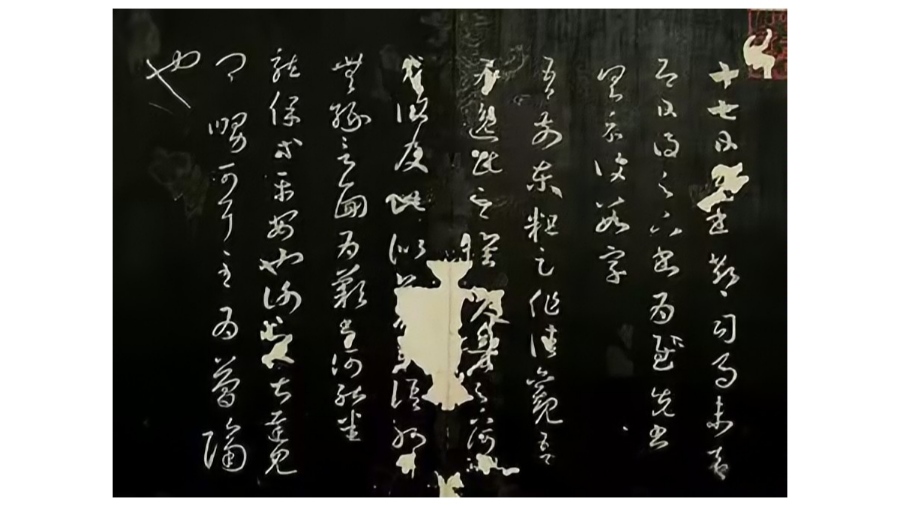 十七日先書郗司馬未去
即日得足下書為慰先書
以具示復數字
吾前東粗足作佳觀吾
為逸民之懷久矣足下何
以等復及此似夢中語耶
無緣言面為歎書何能悉
龍保等平安也謝之甚遲見
卿舅可耳至為簡隔
也